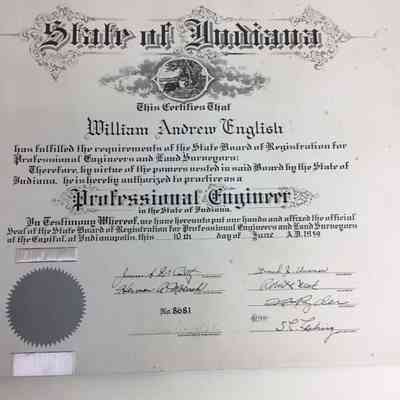 State of Indiana
This Certifies That
William Andrew English
has fulfilled the requirements of the State Board of Registration for
Professional Engineers and Land Surveyors:
Therefore, by virtue of the powers vested in said Board by the State of
Indiana, he is hereby authorized to practice as a
Professional Engineer
in the State of Indiana.
In Testimony Whereof, we have hereunto put our hands and affixed the official
Seal of the State Board of Registration for Professional Engineers and Land Surveyors
at the Capitol, at Indianapolis, this 10th day of June A.D. 1959
No. 8681